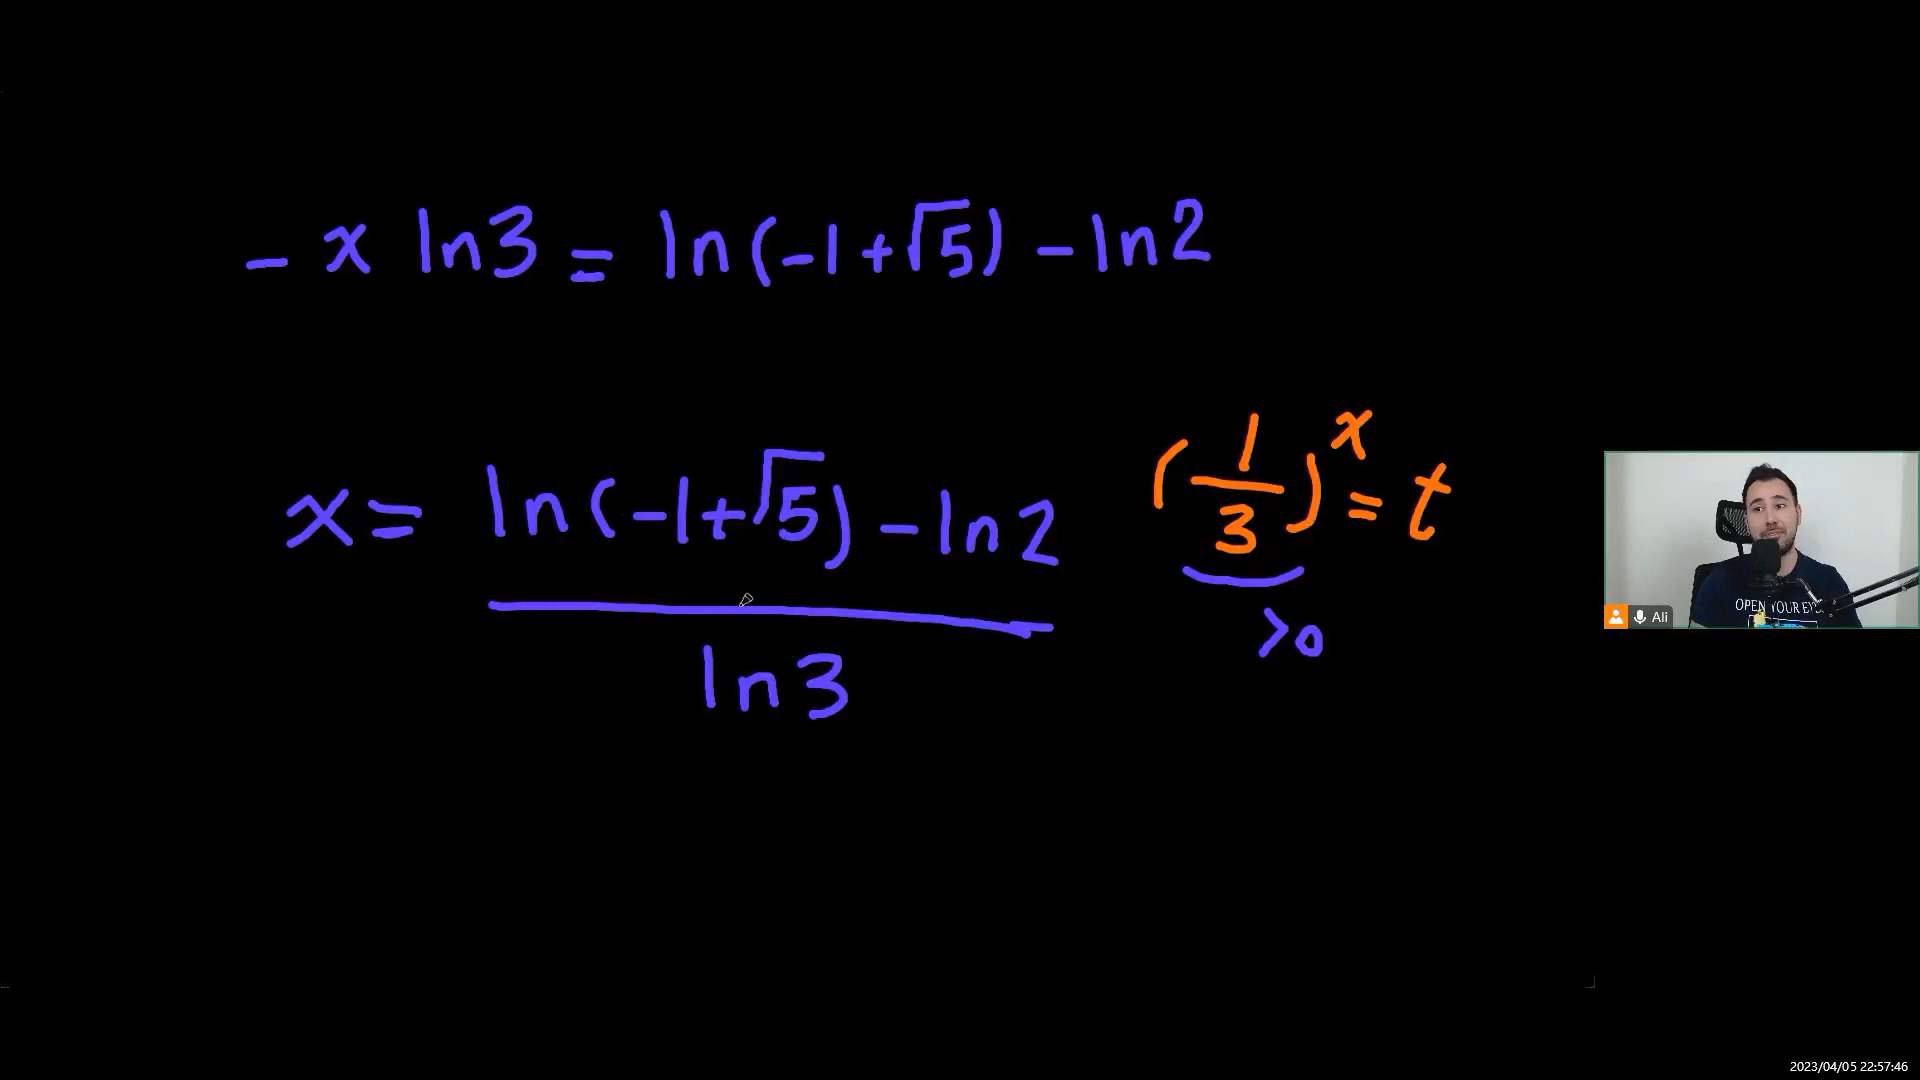 - x ln3 = ln(-1+√5) - ln2
x = ln(-1+√5) - ln2
ln3
(1/3)^x = t
>0
OPEN YOUR EYE
Ali
2023/04/05 22:57:46